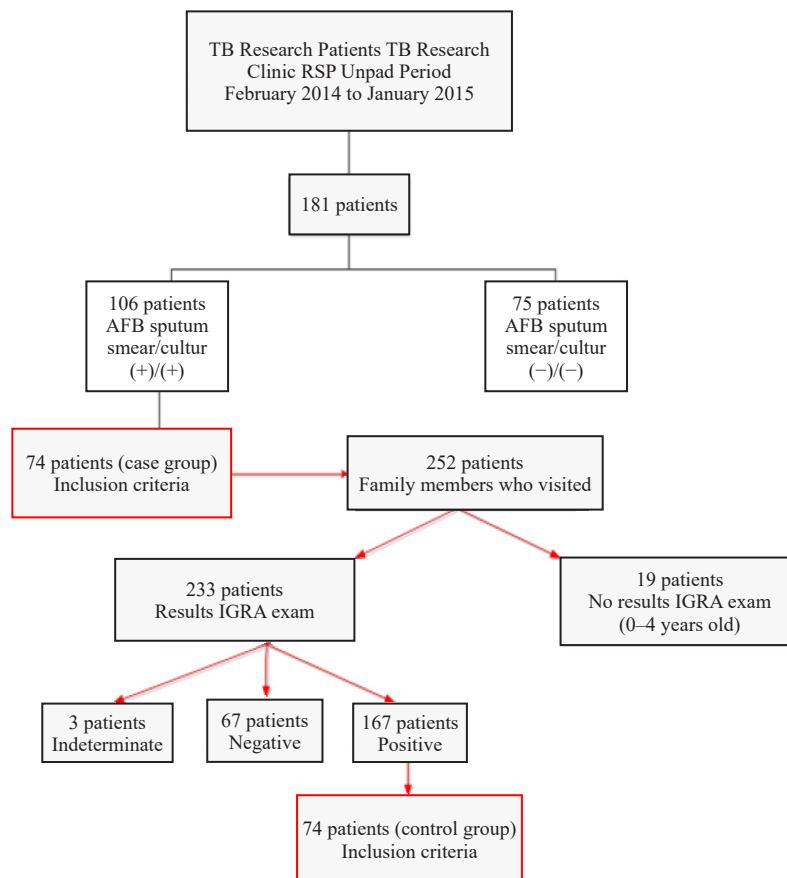 TB Research Patients TB Research
Clinic RSP Unpad Period
February 2014 to January 2015
181 patients
106 patients
AFB sputum
smear/cultur
(+)/(+)
75 patients
AFB sputum
smear/cultur
(−)/(−)
74 patients (case group)
Inclusion criteria
252 patients
Family members who visited
233 patients
Results IGRA exam
19 patients
No results IGRA exam
(0–4 years old)
3 patients
Indeterminate
67 patients
Negative
167 patients
Positive
74 patients (control group)
Inclusion criteria